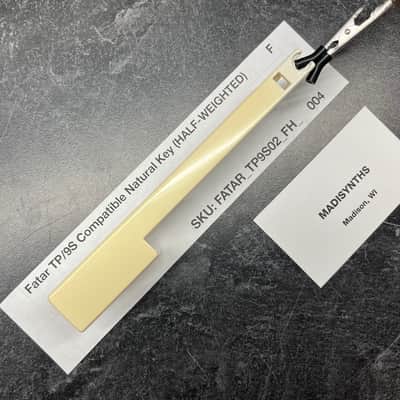 Fatar TP/9S Compatible Natural Key (HALF-WEIGHTED)
F
SKU: FATAR_TP9S02_FH_
004
MADISYNTHS
Madison, WI